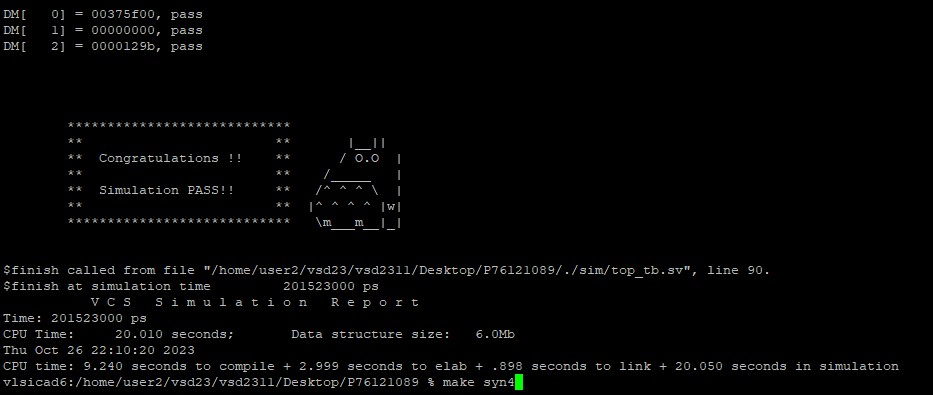 DM[   0] = 00375f00, pass
DM[   1] = 00000000, pass
DM[   2] = 0000129b, pass
        ****************************
        **                        **       |__||
        **  Congratulations !!    **      / O.O  |
        **                        **    /_____   |
        **  Simulation PASS!!     **   /^ ^ ^ \  |
        **                        **  |^ ^ ^ ^ |w|
        ****************************   \m___m__|_|
$finish called from file "/home/user2/vsd23/vsd2311/Desktop/P76121089/./sim/top_tb.sv", line 90.
$finish at simulation time         201523000 ps
           V C S   S i m u l a t i o n   R e p o r t
Time: 201523000 ps
CPU Time:     20.010 seconds;       Data structure size:   6.0Mb
Thu Oct 26 22:10:20 2023
CPU time: 9.240 seconds to compile + 2.999 seconds to elab + .898 seconds to link + 20.050 seconds in simulation
vlsicad6:/home/user2/vsd23/vsd2311/Desktop/P76121089 % make syn4